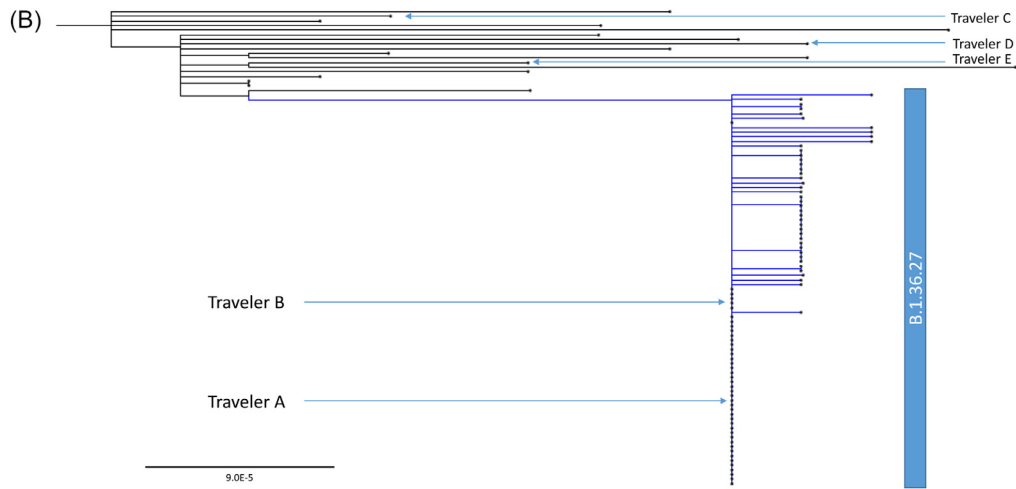 (B)
Traveler C
Traveler D
Traveler E
B.1.36.27
Traveler B
Traveler A
9.0E-5